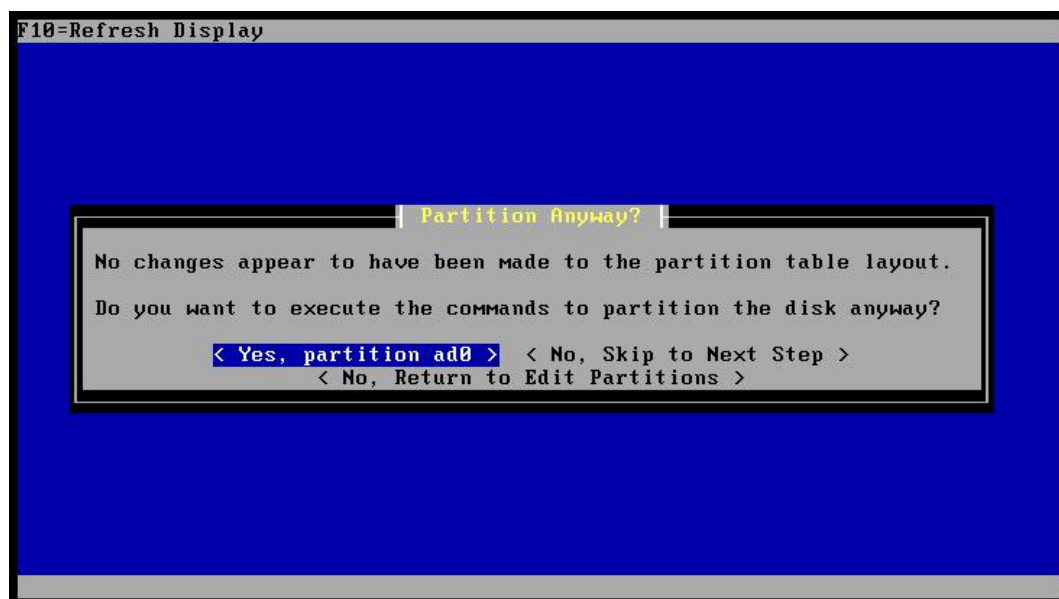 F10=Refresh Display
Partition Anyway?
No changes appear to have been made to the partition table layout.
Do you want to execute the commands to partition the disk anyway?
< Yes, partition ad0 > < No, Skip to Next Step >
< No, Return to Edit Partitions >